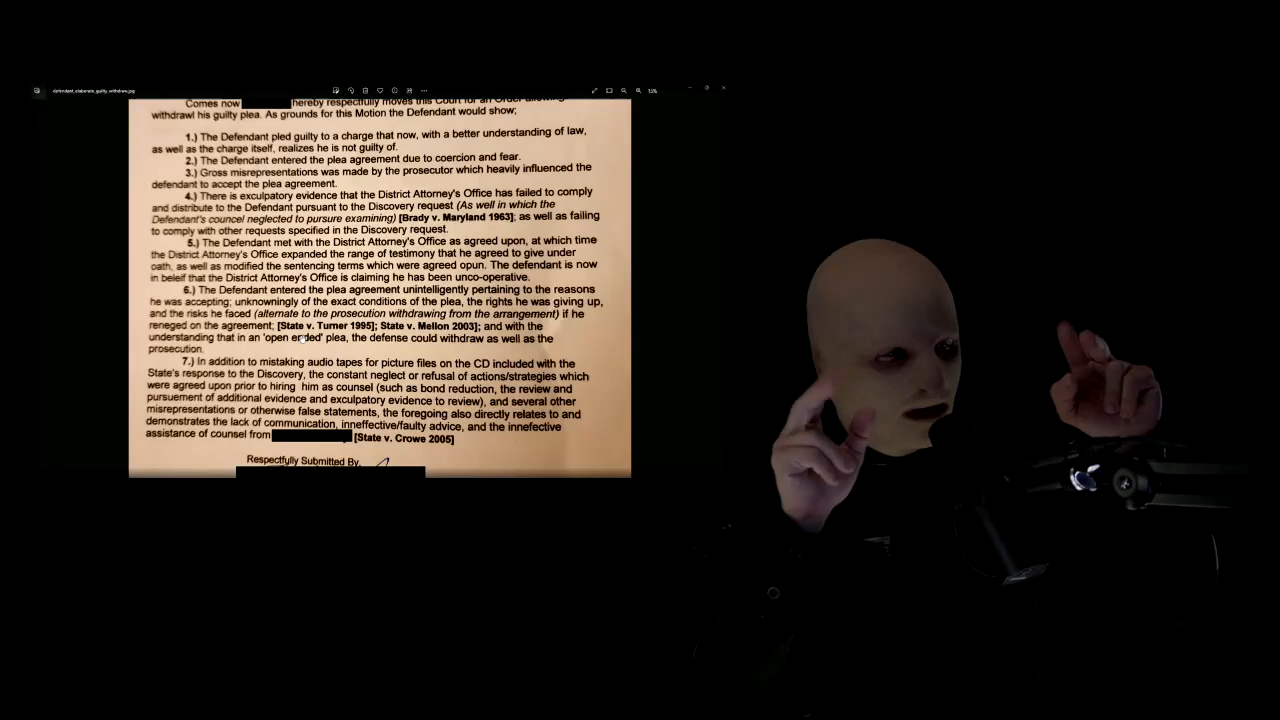 defendant_elaborate_guilty_withdraw.jpg
15%
Comes now hereby respectfully moves this Court for an Order allowing
withdrawl his guilty plea. As grounds for this Motion the Defendant would show;
1.) The Defendant pled guilty to a charge that now, with a better understanding of law,
as well as the charge itself, realizes he is not guilty of.
2.) The Defendant entered the plea agreement due to coercion and fear.
3.) Gross misrepresentations was made by the prosecutor which heavily influenced the
defendant to accept the plea agreement.
4.) There is exculpatory evidence that the District Attorney's Office has failed to comply
and distribute to the Defendant pursuant to the Discovery request (As well in which the
Defendant's councel neglected to pursure examining) [Brady v. Maryland 1963]; as well as failing
to comply with other requests specified in the Discovery request.
5.) The Defendant met with the District Attorney's Office as agreed upon, at which time
the District Attorney's Office expanded the range of testimony that he agreed to give under
oath, as well as modified the sentencing terms which were agreed opun. The defendant is now
in beleif that the District Attorney's Office is claiming he has been unco-operative.
6.) The Defendant entered the plea agreement unintelligently pertaining to the reasons
he was accepting; unknowningly of the exact conditions of the plea, the rights he was giving up,
and the risks he faced (alternate to the prosecution withdrawing from the arrangement) if he
reneged on the agreement; [State v. Turner 1995]; State v. Mellon 2003]; and with the
understanding that in an 'open ended' plea, the defense could withdraw as well as the
prosecution.
7.) In addition to mistaking audio tapes for picture files on the CD included with the
State's response to the Discovery, the constant neglect or refusal of actions/strategies which
were agreed upon prior to hiring him as counsel (such as bond reduction, the review and
pursuement of additional evidence and exculpatory evidence to review), and several other
misrepresentations or otherwise false statements, the foregoing also directly relates to and
demonstrates the lack of communication, inneffective/faulty advice, and the innefective
assistance of counsel from [State v. Crowe 2005]
Respectfully Submitted By,